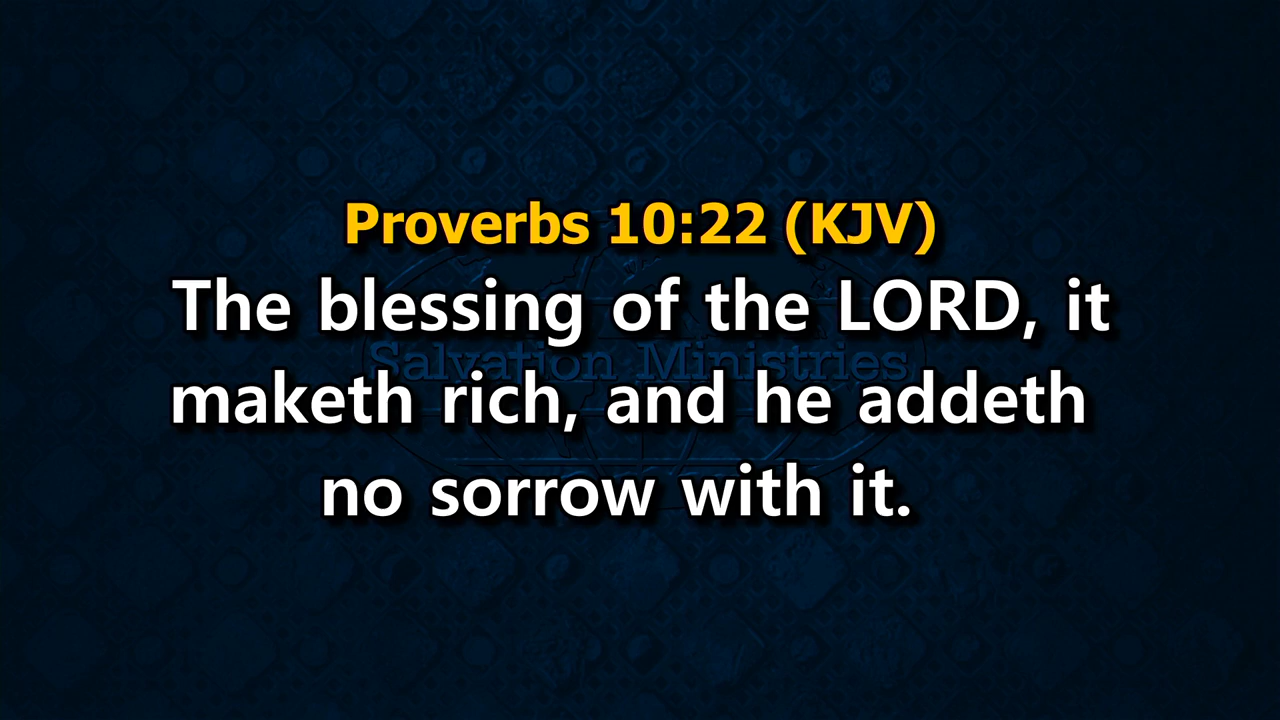 Proverbs 10:22 (KJV)
The blessing of the LORD, it
Salvation Ministries
maketh rich, and he addeth
no sorrow with it.